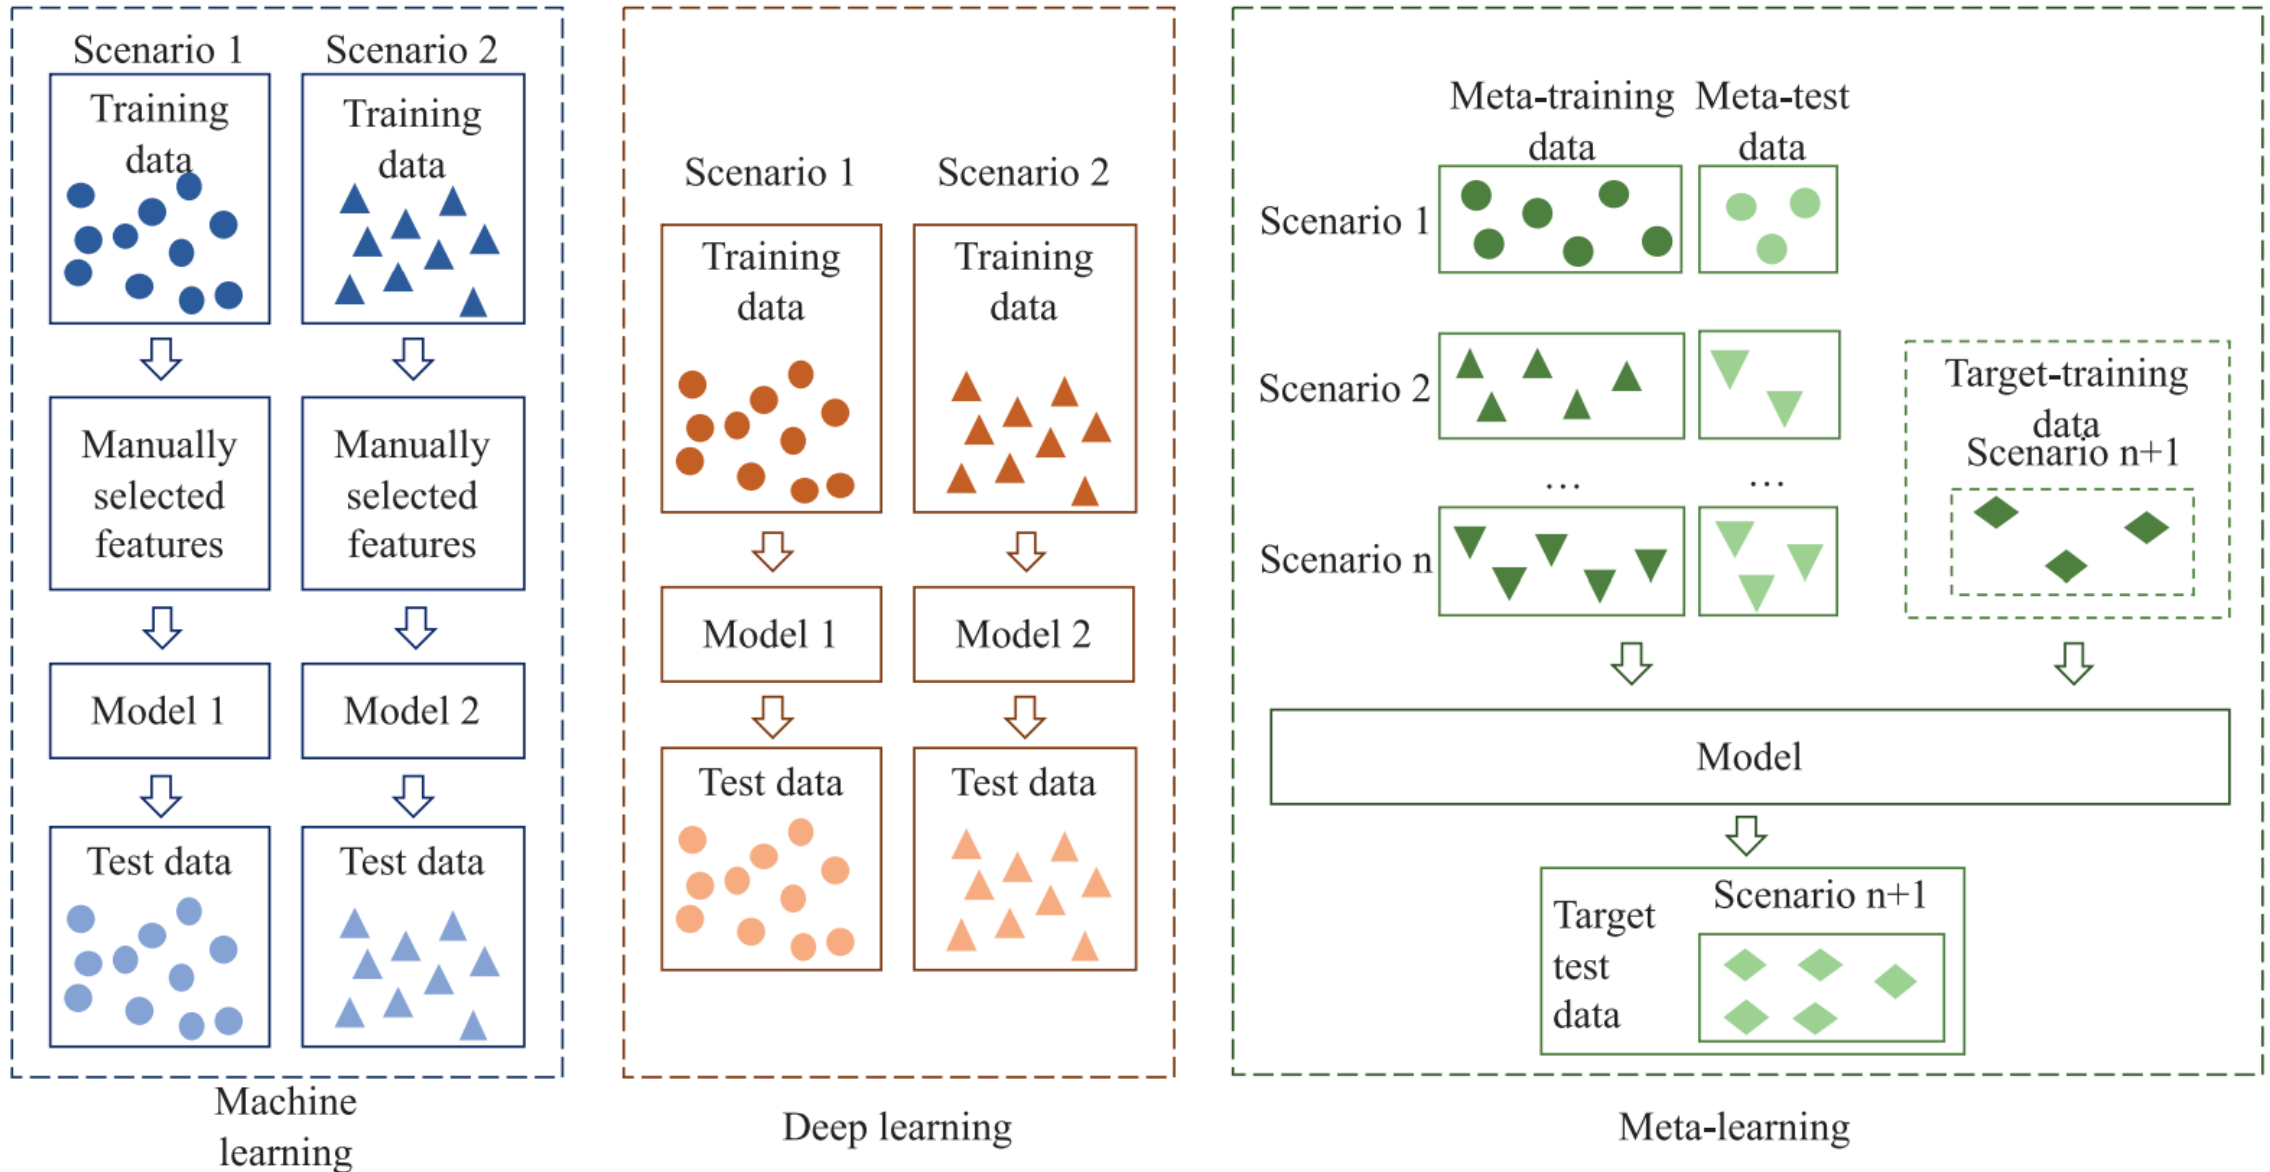 Scenario 1
Scenario 2
Training
data
Training
data
Manually
selected
features
Manually
selected
features
Model 1
Model 2
Test data
Test data
Machine
learning
Scenario 1
Scenario 2
Training
data
Training
data
Model 1
Model 2
Test data
Test data
Deep learning
Meta-training
data
Meta-test
data
Scenario 1
Scenario 2
...
...
Scenario n
Target-training
data
Scenario n+1
Model
Target
test
data
Scenario n+1
Meta-learning